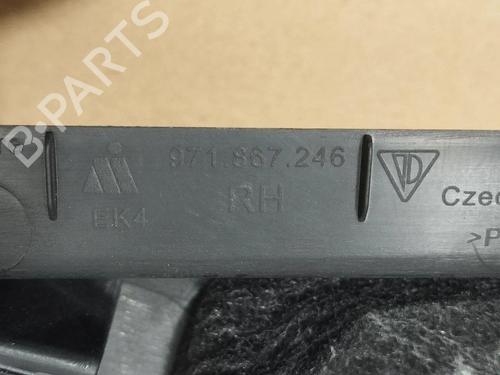 B-PARTS
971.867.246
EK4
RH
Czec
>P